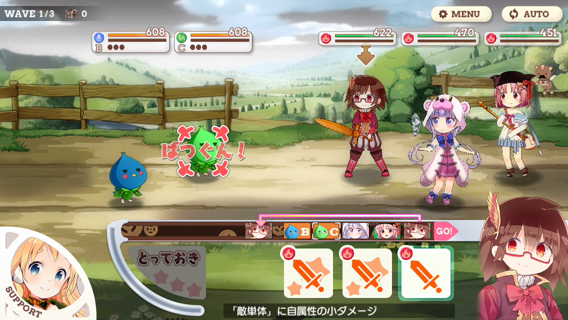 WAVE 1/3
0
MENU
AUTO
B
608
C
608
622
470
451
ばつぐん！
B
C
GO!
とっておき
SUPPORT
「敵単体」に自属性の小ダメージ